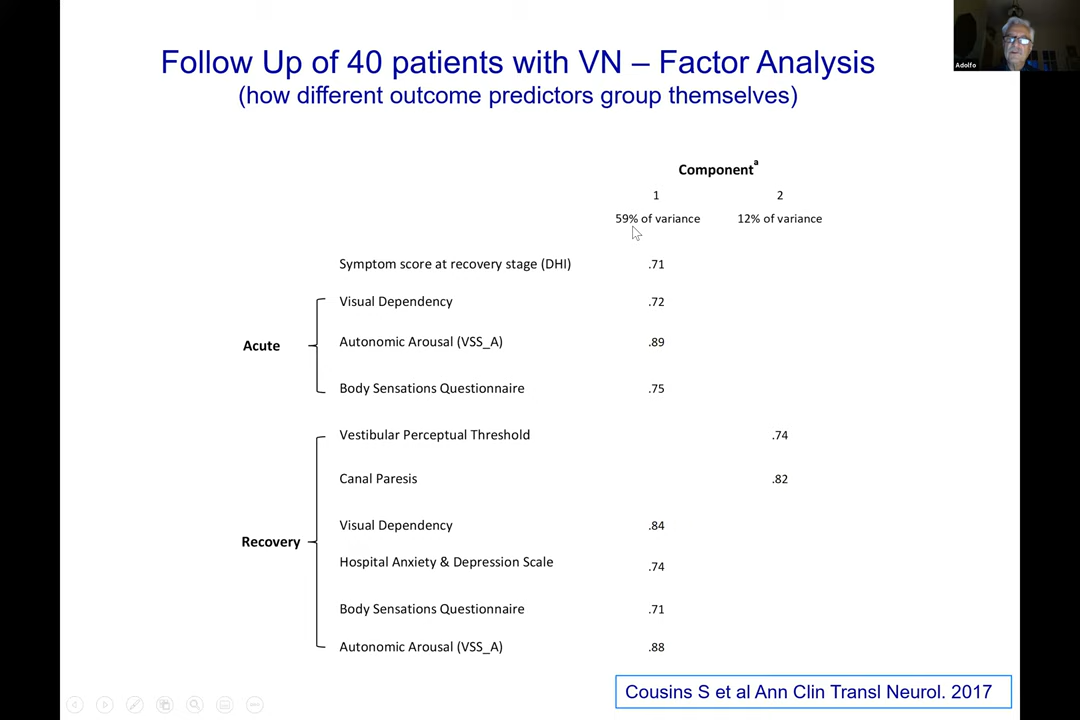 Follow Up of 40 patients with VN – Factor Analysis
(how different outcome predictors group themselves)
Adolfo
Componentᵃ
1 2
59% of variance 12% of variance
Symptom score at recovery stage (DHI) .71
Visual Dependency .72
Acute
Autonomic Arousal (VSS_A) .89
Body Sensations Questionnaire .75
Vestibular Perceptual Threshold .74
Canal Paresis .82
Visual Dependency .84
Recovery
Hospital Anxiety & Depression Scale .74
Body Sensations Questionnaire .71
Autonomic Arousal (VSS_A) .88
Cousins S et al Ann Clin Transl Neurol. 2017